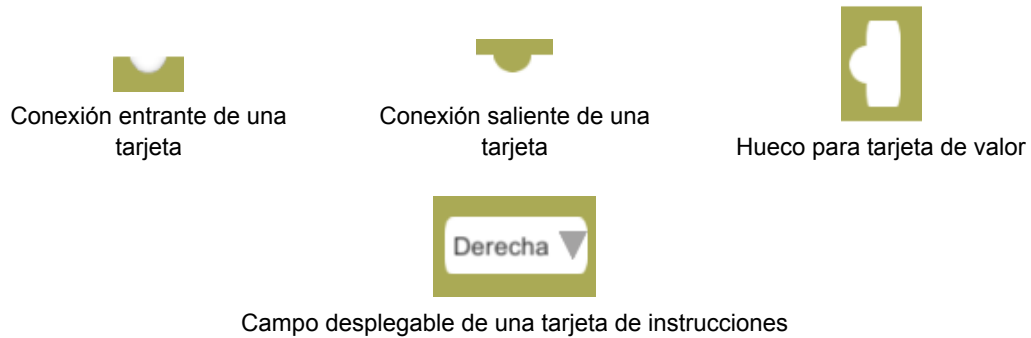 Conexión entrante de una
tarjeta
Conexión saliente de una
tarjeta
Hueco para tarjeta de valor
Derecha
Campo desplegable de una tarjeta de instrucciones